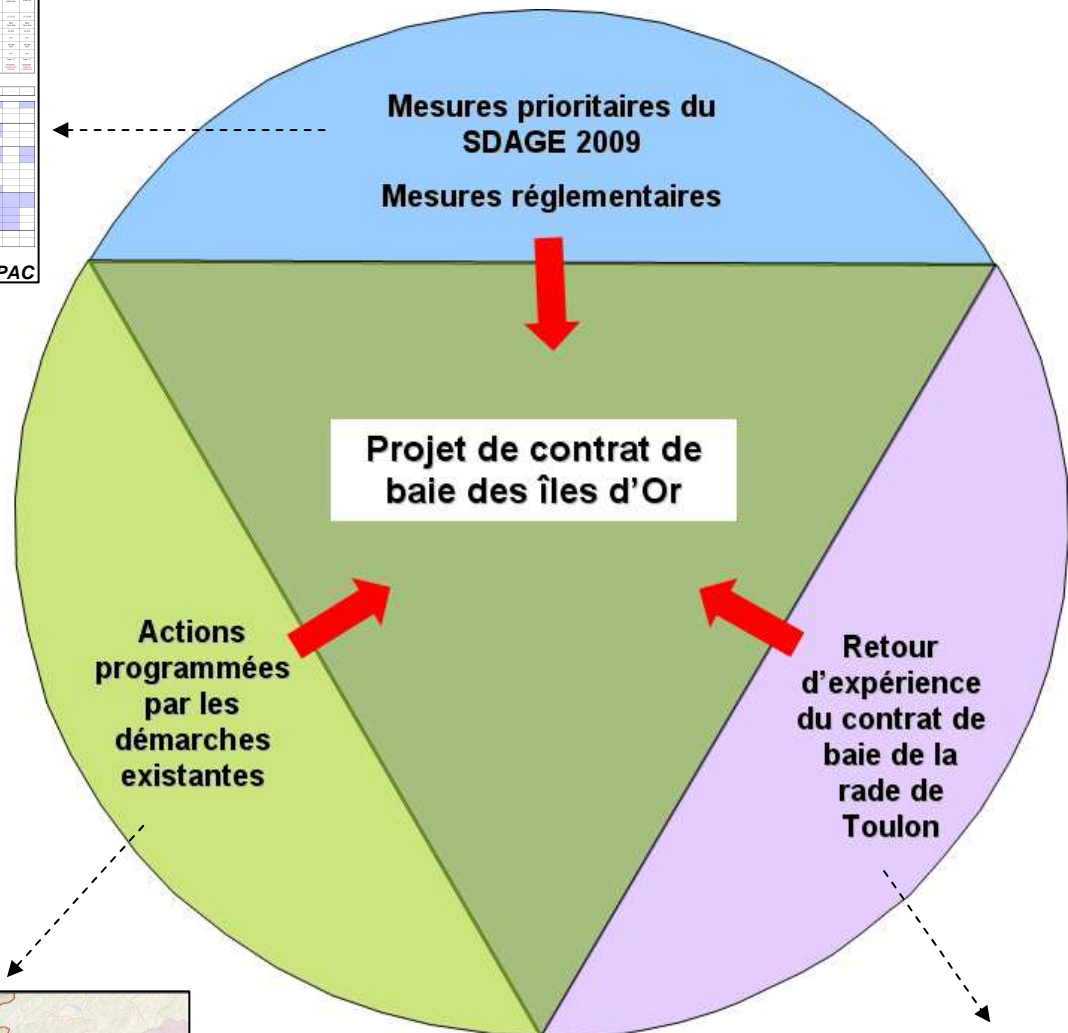 Mesures prioritaires du
SDAGE 2009
Mesures réglementaires
PAC
Projet de contrat de
baie des îles d'Or
Actions
programmées
par les
démarches
existantes
Retour
d'expérience
du contrat de
baie de la
rade de
Toulon